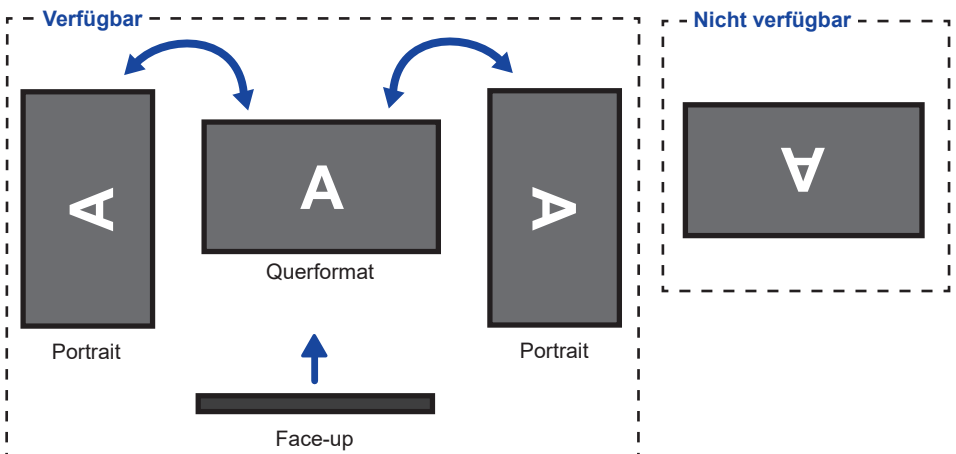 Verfügbar
Nicht verfügbar
A
A
A
A
Querformat
Portrait
Portrait
Face-up